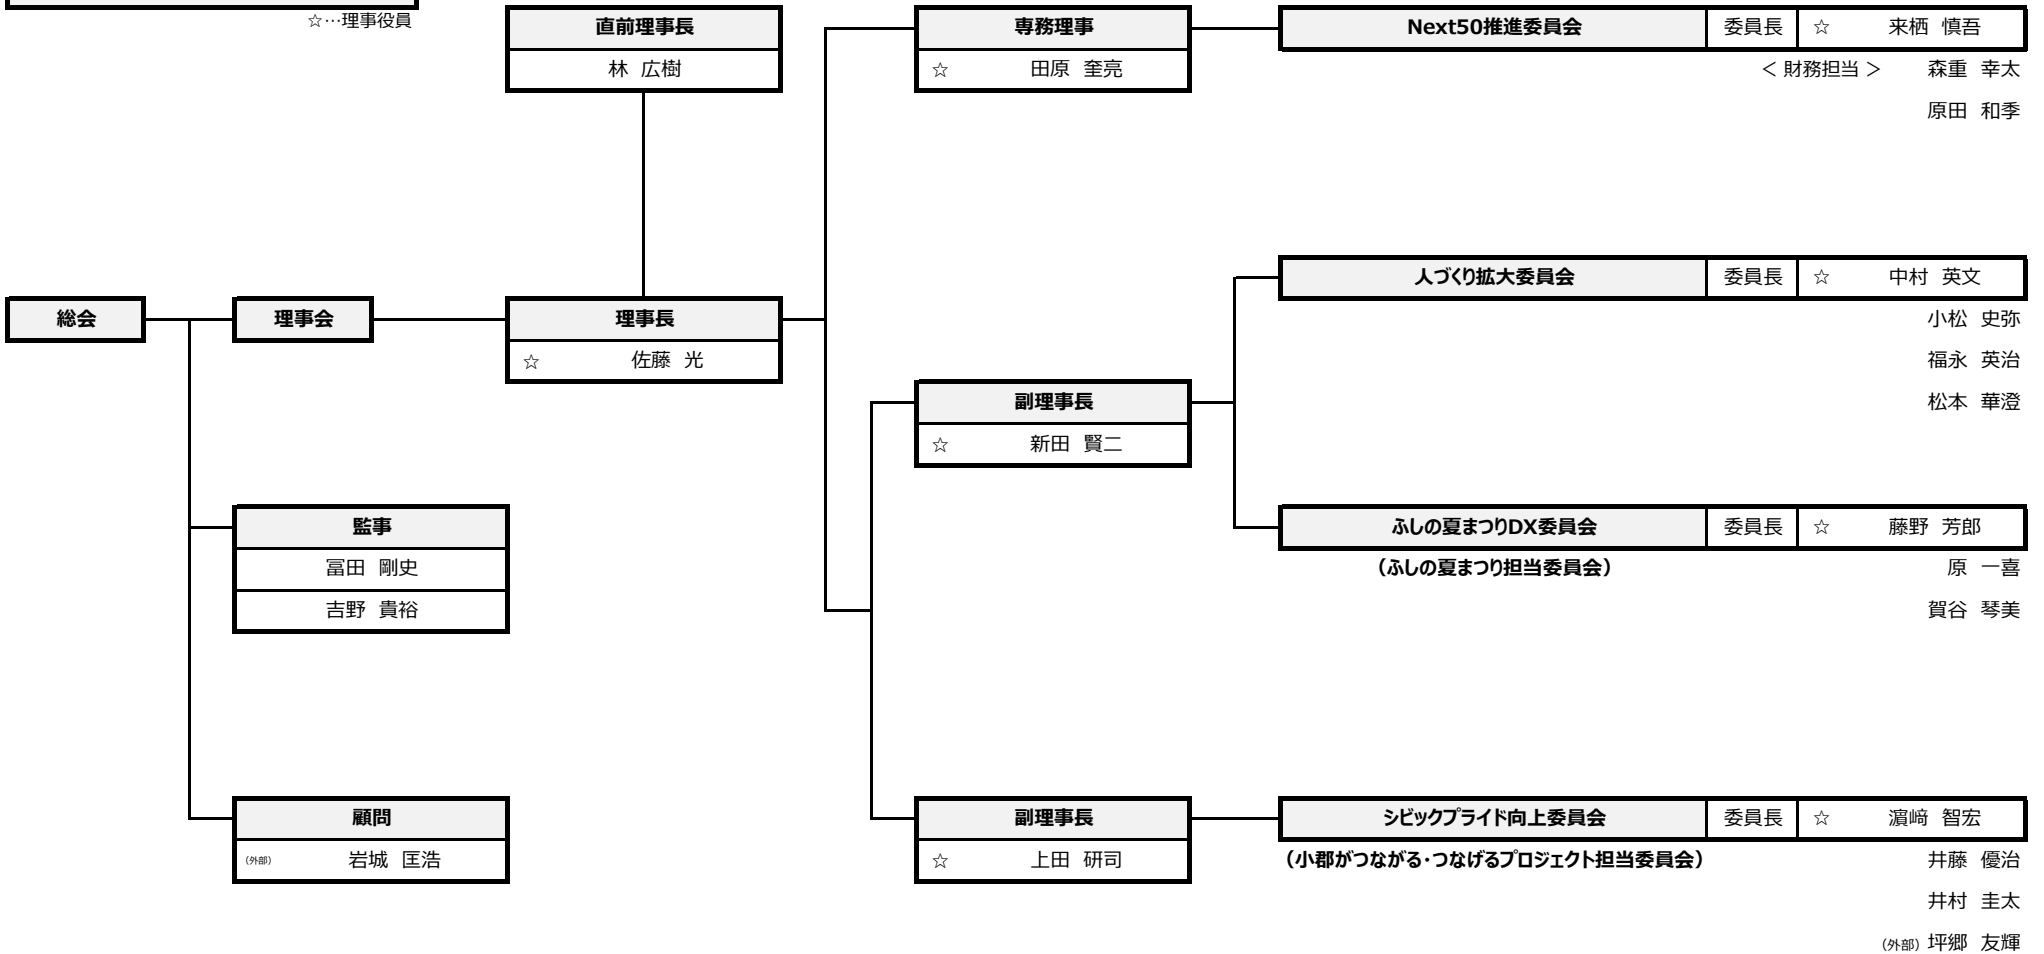 ☆…理事役員
直前理事長
林 広樹
専務理事
☆ 田原 奎亮
Next50推進委員会 委員長 ☆ 来栖 慎吾
＜ 財務担当 ＞ 森重 幸太
原田 和季
総会
理事会
理事長
☆ 佐藤 光
人づくり拡大委員会 委員長 ☆ 中村 英文
小松 史弥
福永 英治
松本 華澄
副理事長
☆ 新田 賢二
監事
冨田 剛史
吉野 貴裕
ふしの夏まつりDX委員会 委員長 ☆ 藤野 芳郎
（ふしの夏まつり担当委員会） 原 一喜
賀谷 琴美
顧問
（外部） 岩城 匡浩
副理事長
☆ 上田 研司
シビックプライド向上委員会 委員長 ☆ 濵﨑 智宏
（小郡がつながる・つなげるプロジェクト担当委員会） 井藤 優治
井村 圭太
（外部） 坪郷 友輝